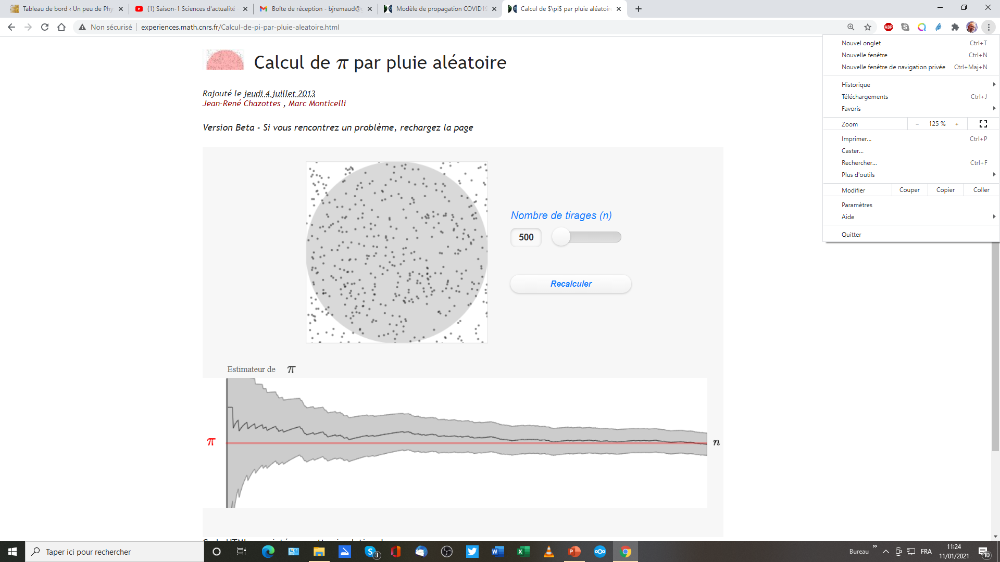 Tableau de bord ‹ Un peu de Phy
(1) Saison-1 Sciences d'actualité
Boîte de réception - bjremaud@g
Modèle de propagation COVID19
Calcul de $\pi$ par pluie aléatoire
Non sécurisé
experiences.math.cnrs.fr/Calcul-de-pi-par-pluie-aleatoire.html
ABP
Nouvel onglet Ctrl+T
Nouvelle fenêtre Ctrl+N
Nouvelle fenêtre de navigation privée Ctrl+Maj+N
Historique
Téléchargements Ctrl+J
Favoris
Zoom − 125 % +
Imprimer... Ctrl+P
Caster...
Rechercher... Ctrl+F
Plus d'outils
Modifier Couper Copier Coller
Paramètres
Aide
Quitter
Calcul de π par pluie aléatoire
Rajouté le jeudi 4 juillet 2013
Jean-René Chazottes , Marc Monticelli
Version Beta - Si vous rencontrez un problème, rechargez la page
Nombre de tirages (n)
500
Recalculer
Estimateur de π
π
n
Taper ici pour rechercher
3
Bureau
FRA
11:24
11/01/2021
10